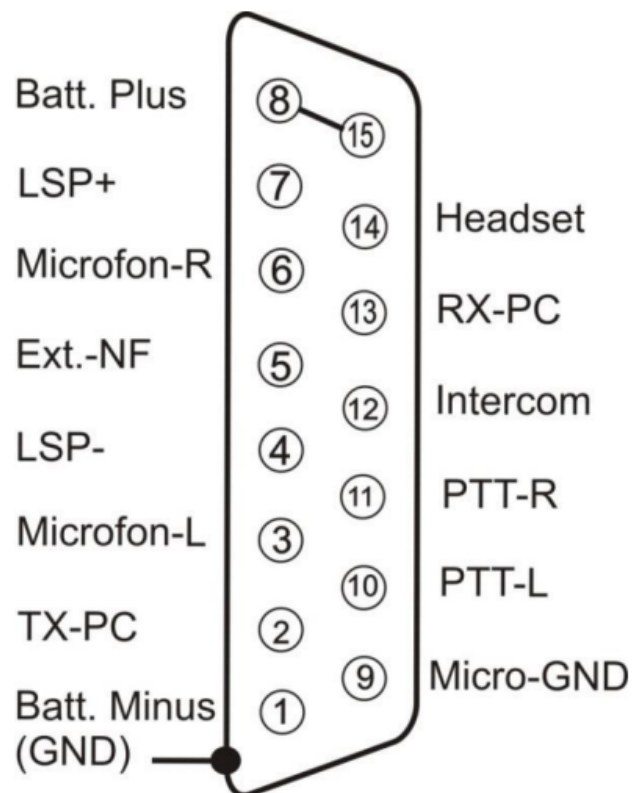 Batt. Plus
8
15
LSP+
7
14
Headset
Microfon-R
6
13
RX-PC
Ext.-NF
5
12
Intercom
LSP-
4
11
PTT-R
Microfon-L
3
10
PTT-L
TX-PC
2
9
Micro-GND
Batt. Minus
(GND)
1